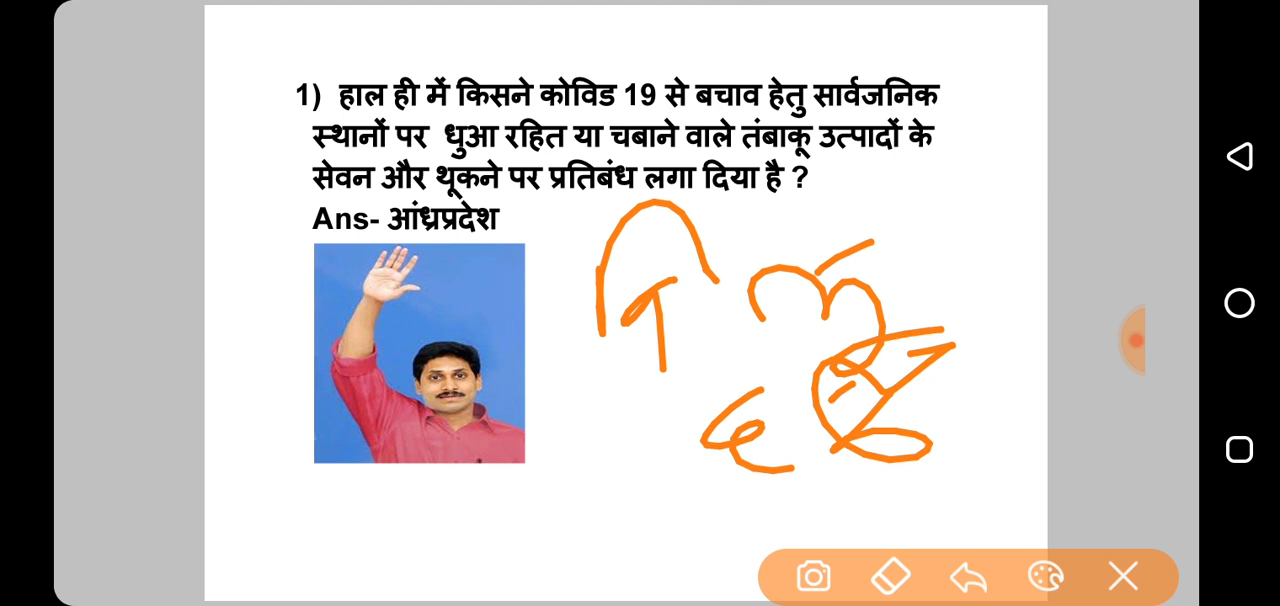 1) हाल ही में किसने कोविड 19 से बचाव हेतु सार्वजनिक
स्थानों पर धुआ रहित या चबाने वाले तंबाकू उत्पादों के
सेवन और थूकने पर प्रतिबंध लगा दिया है ?
Ans- आंध्रप्रदेश